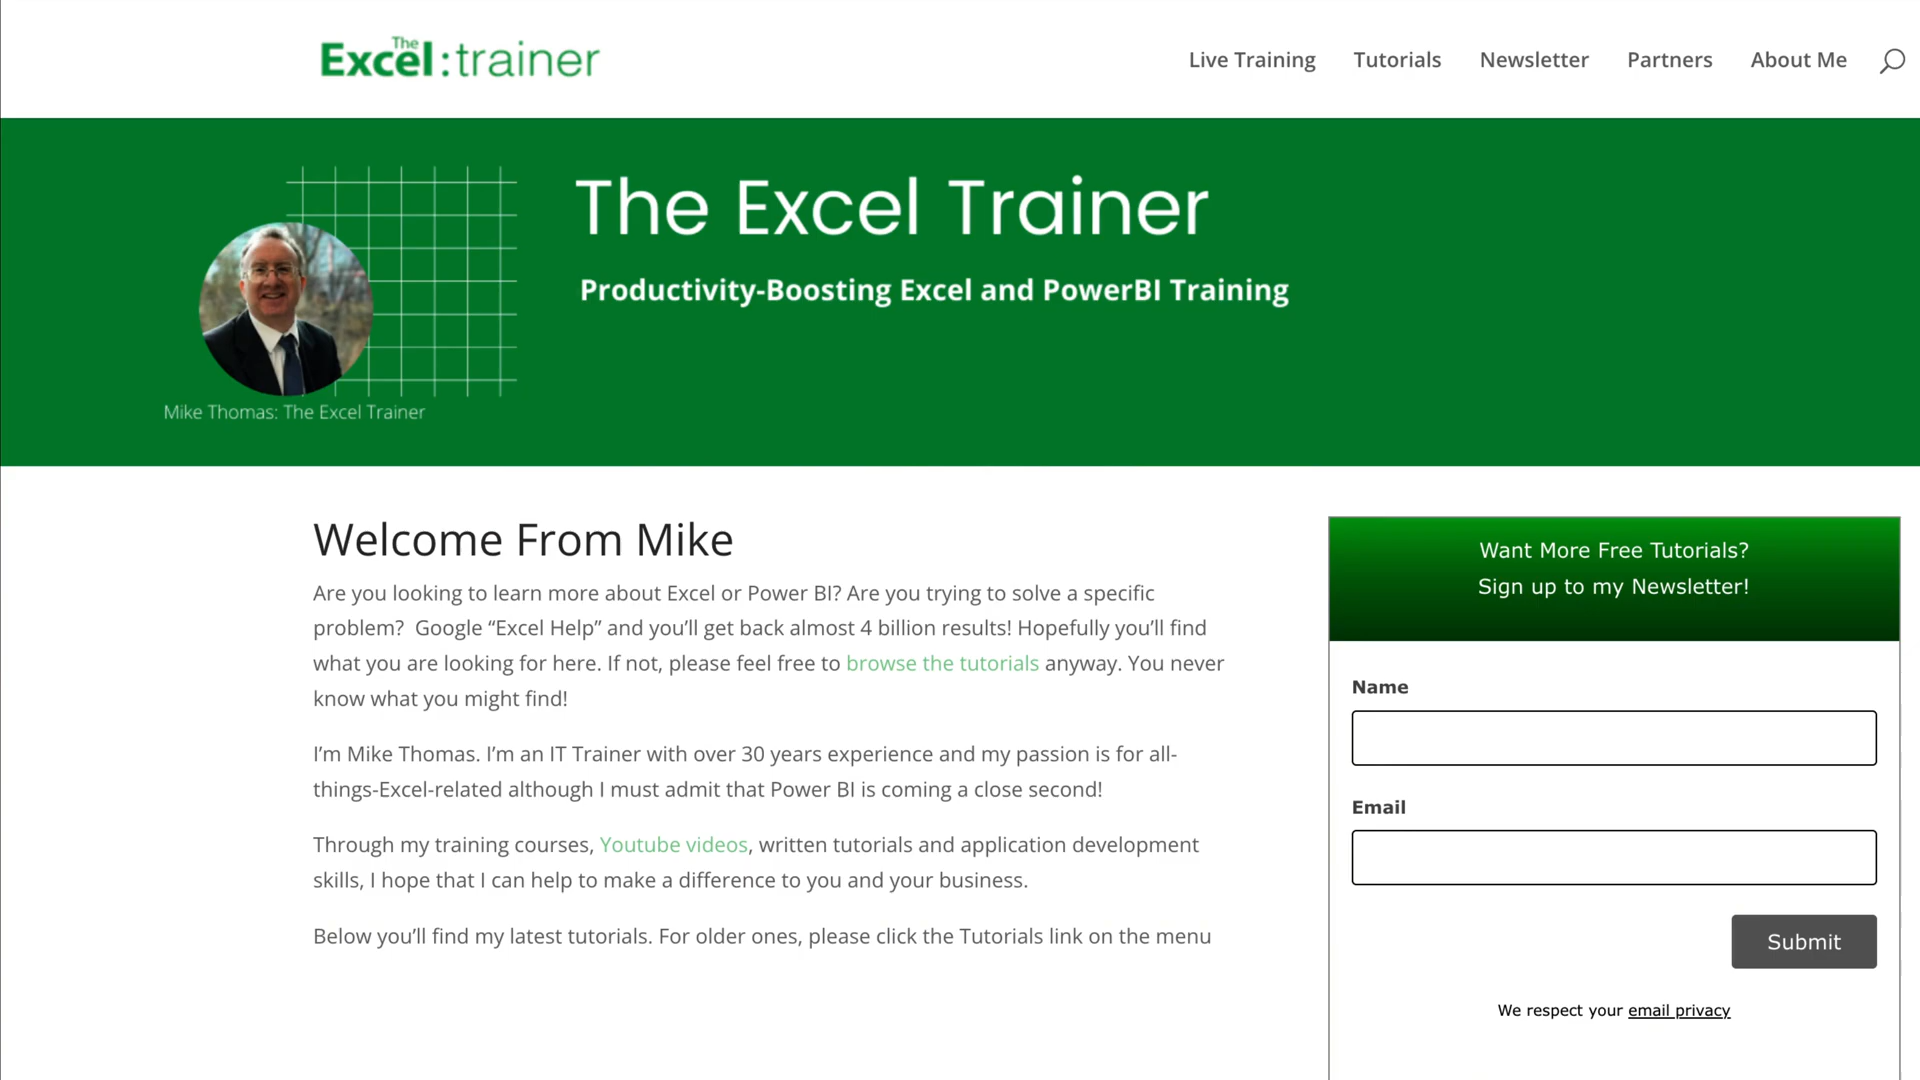 The
Excel:trainer
Live Training
Tutorials
Newsletter
Partners
About Me
The Excel Trainer
Productivity-Boosting Excel and PowerBI Training
Mike Thomas: The Excel Trainer
Welcome From Mike
Are you looking to learn more about Excel or Power BI? Are you trying to solve a specific
problem?  Google “Excel Help” and you’ll get back almost 4 billion results! Hopefully you’ll find
what you are looking for here. If not, please feel free to browse the tutorials anyway. You never
know what you might find!
I’m Mike Thomas. I’m an IT Trainer with over 30 years experience and my passion is for all-
things-Excel-related although I must admit that Power BI is coming a close second!
Through my training courses, Youtube videos, written tutorials and application development
skills, I hope that I can help to make a difference to you and your business.
Below you’ll find my latest tutorials. For older ones, please click the Tutorials link on the menu
Want More Free Tutorials?
Sign up to my Newsletter!
Name
Email
Submit
We respect your email privacy